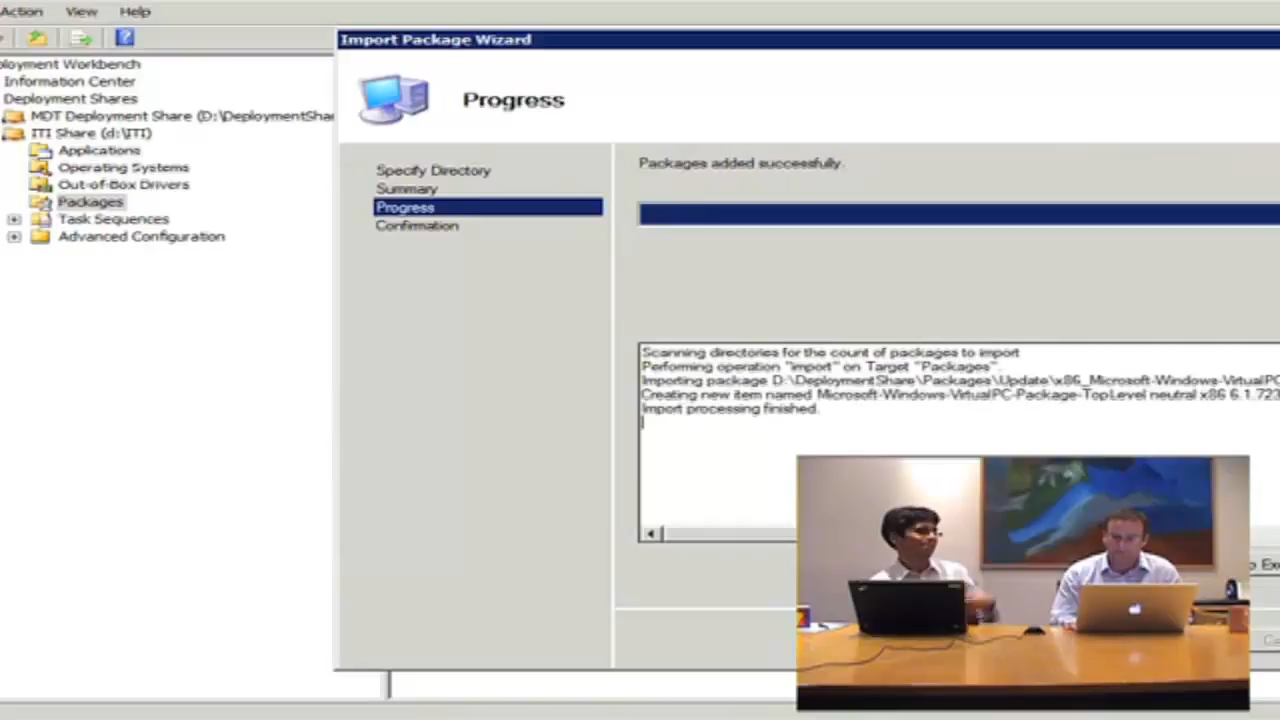 Action View Help
Import Package Wizard
Deployment Workbench
Information Center
Deployment Shares
MDT Deployment Share (D:\DeploymentSha
ITI Share (d:\ITI)
Applications
Operating Systems
Out-of-Box Drivers
Packages
Task Sequences
Advanced Configuration
Progress
Specify Directory
Summary
Progress
Confirmation
Packages added successfully.
Scanning directories for the count of packages to import
Performing operation "import" on Target "Packages".
Importing package D:\DeploymentShare\Packages\Update\x86_Microsoft-Windows-VirtualPC
Creating new item named Microsoft-Windows-VirtualPC-Package-TopLevel neutral x86 6.1.723
Import processing finished.